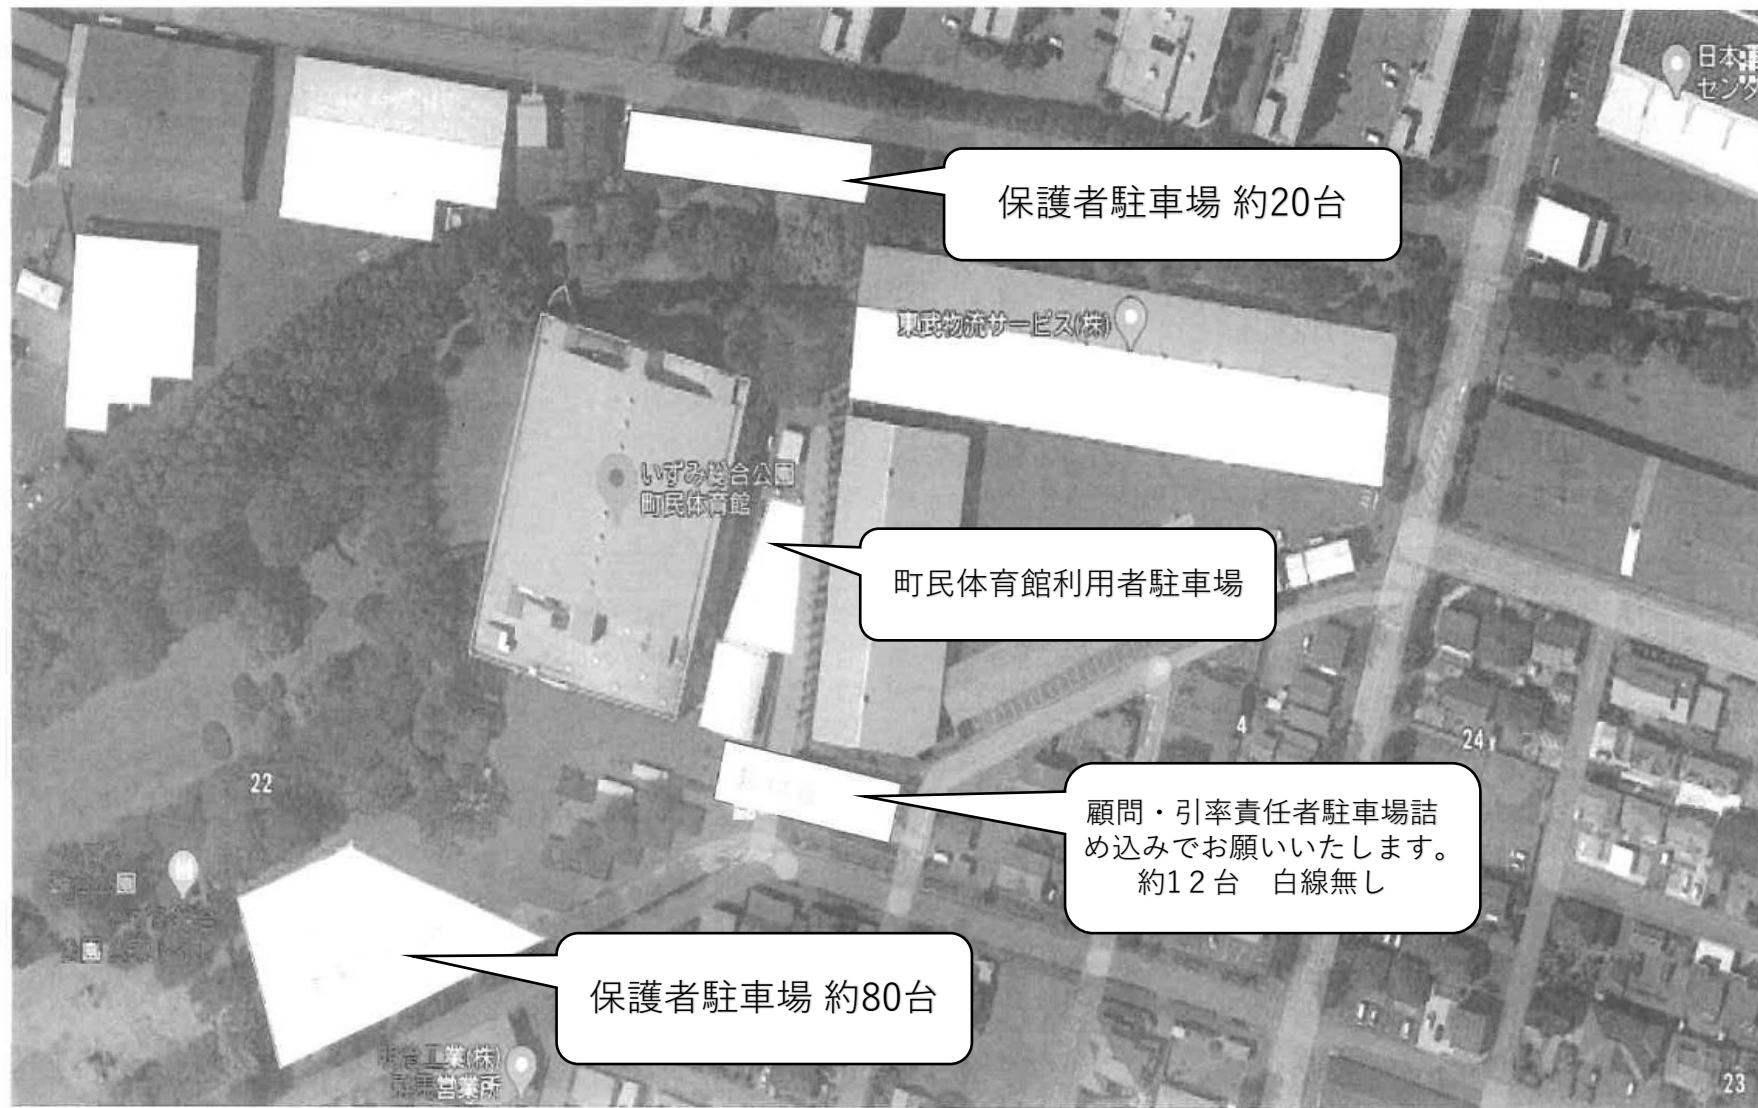 日本
センタ
保護者駐車場 約20台
東武物流サービス(株)
いずみ総合公園
町民体育館
町民体育館利用者駐車場
4
24
22
顧問・引率責任者駐車場詰
め込みでお願いいたします。
約1２台　白線無し
園
保護者駐車場 約80台
工業(株)
営業所
23